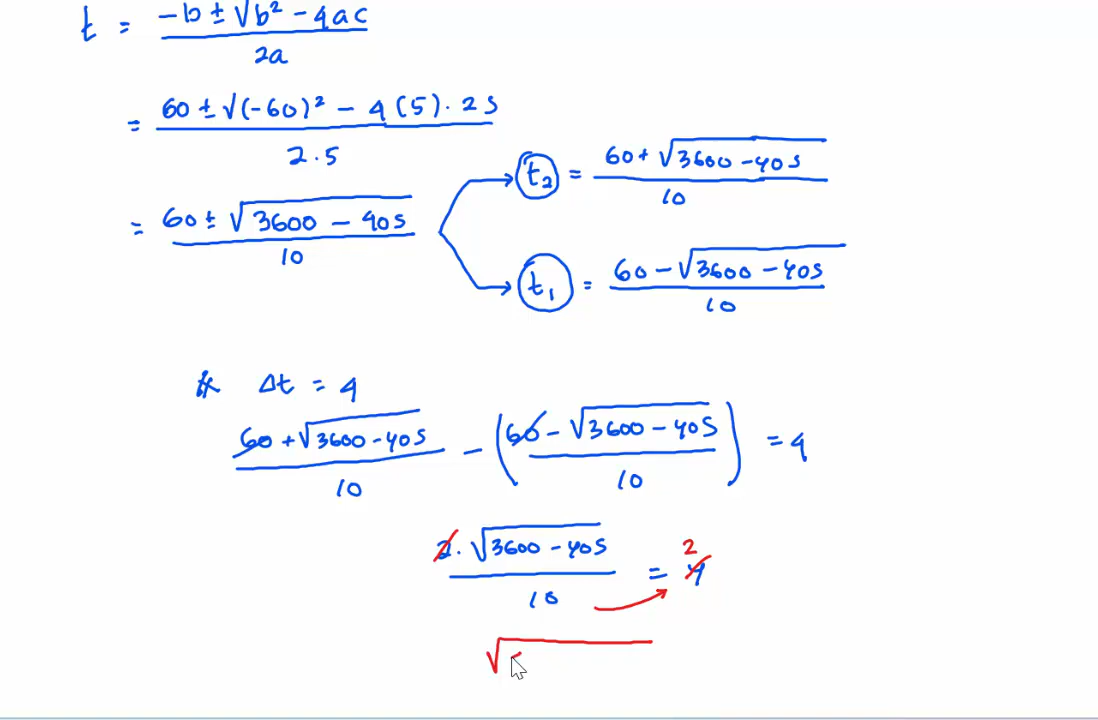 t = (-b ± √b² - 4ac) / 2a
= (60 ± √(-60)² - 4(5) · 2S) / 2.5
= (60 ± √3600 - 40S) / 10
t₂ = (60 + √3600 - 40S) / 10
t₁ = (60 - √3600 - 40S) / 10
Δt = 4
(60 + √3600 - 40S) / 10 - ((60 - √3600 - 40S) / 10) = 4
2 · √3600 - 40S / 10 = 4 2
√